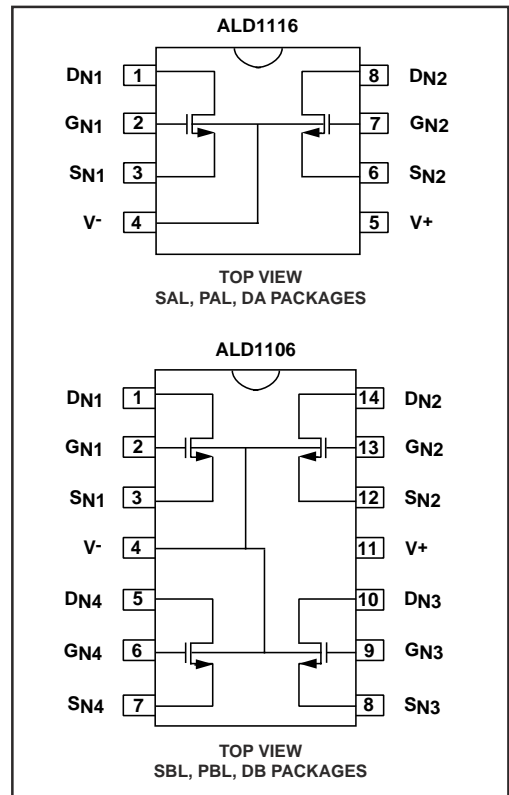 ALD1116
DN1 1 8 DN2
GN1 2 7 GN2
SN1 3 6 SN2
V- 4 5 V+
TOP VIEW
SAL, PAL, DA PACKAGES
ALD1106
DN1 1 14 DN2
GN1 2 13 GN2
SN1 3 12 SN2
V- 4 11 V+
DN4 5 10 DN3
GN4 6 9 GN3
SN4 7 8 SN3
TOP VIEW
SBL, PBL, DB PACKAGES